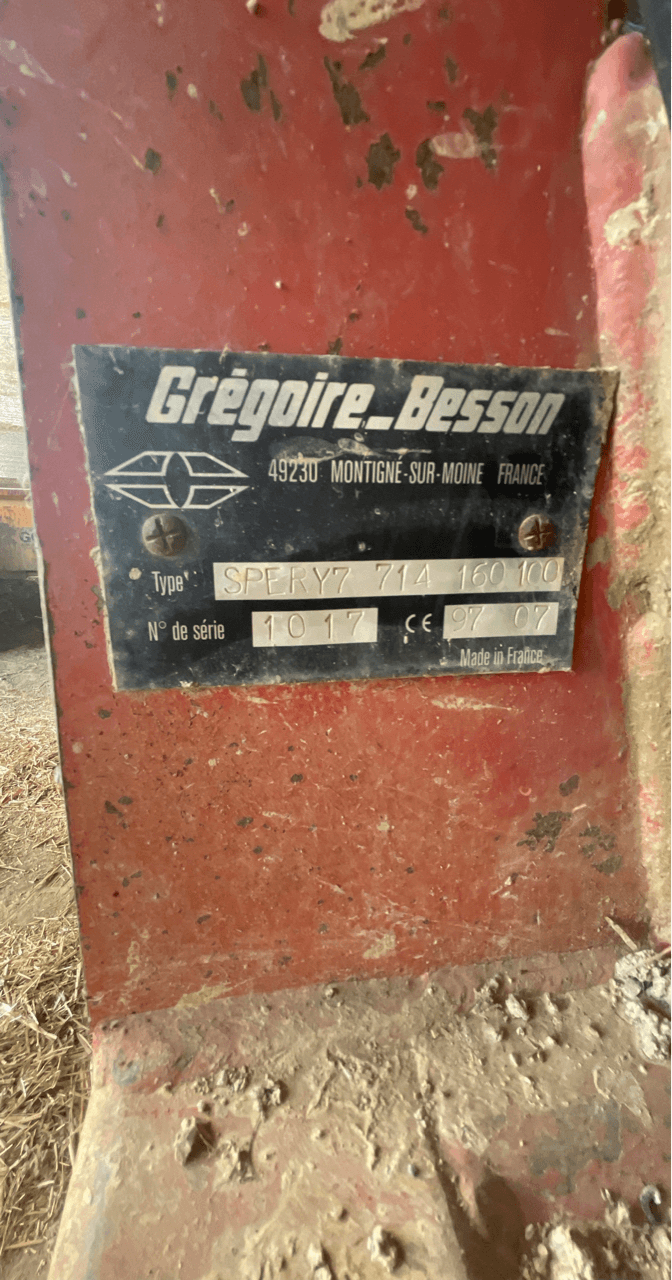 Grégoire_Besson
49230 MONTIGNÉ-SUR-MOINE FRANCE
Type SPERY7 714 160 100
N° de série 1017 CE 97 07
Made in France